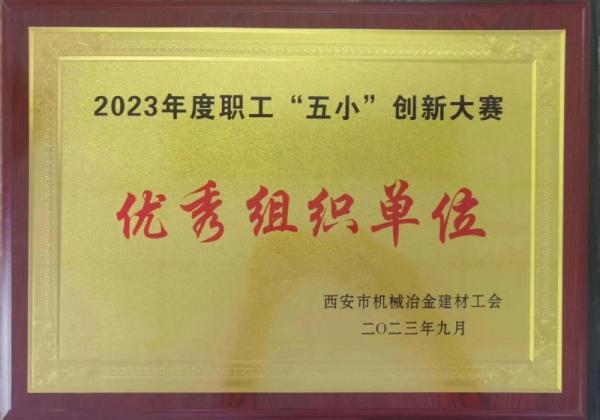 2023年度职工“五小”创新大赛
优秀组织单位
西安市机械冶金建材工会
二〇二三年九月